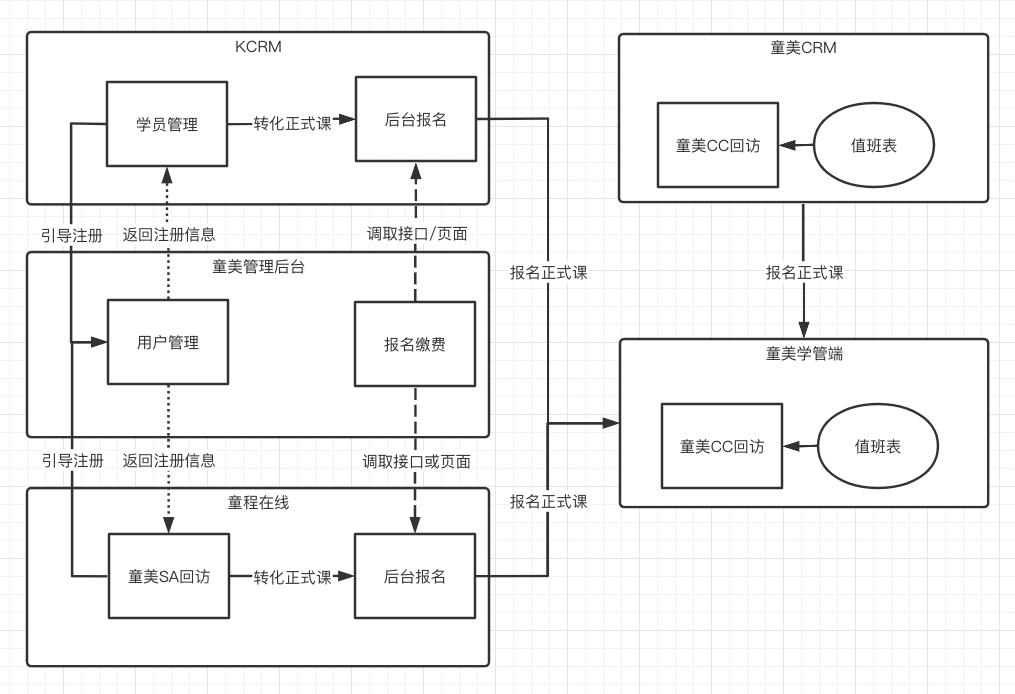 KCRM
学员管理
转化正式课
后台报名
引导注册
返回注册信息
调取接口/页面
童美管理后台
用户管理
报名缴费
引导注册
返回注册信息
调取接口或页面
童程在线
童美SA回访
转化正式课
后台报名
报名正式课
报名正式课
童美CRM
童美CC回访
值班表
报名正式课
童美学管端
童美CC回访
值班表